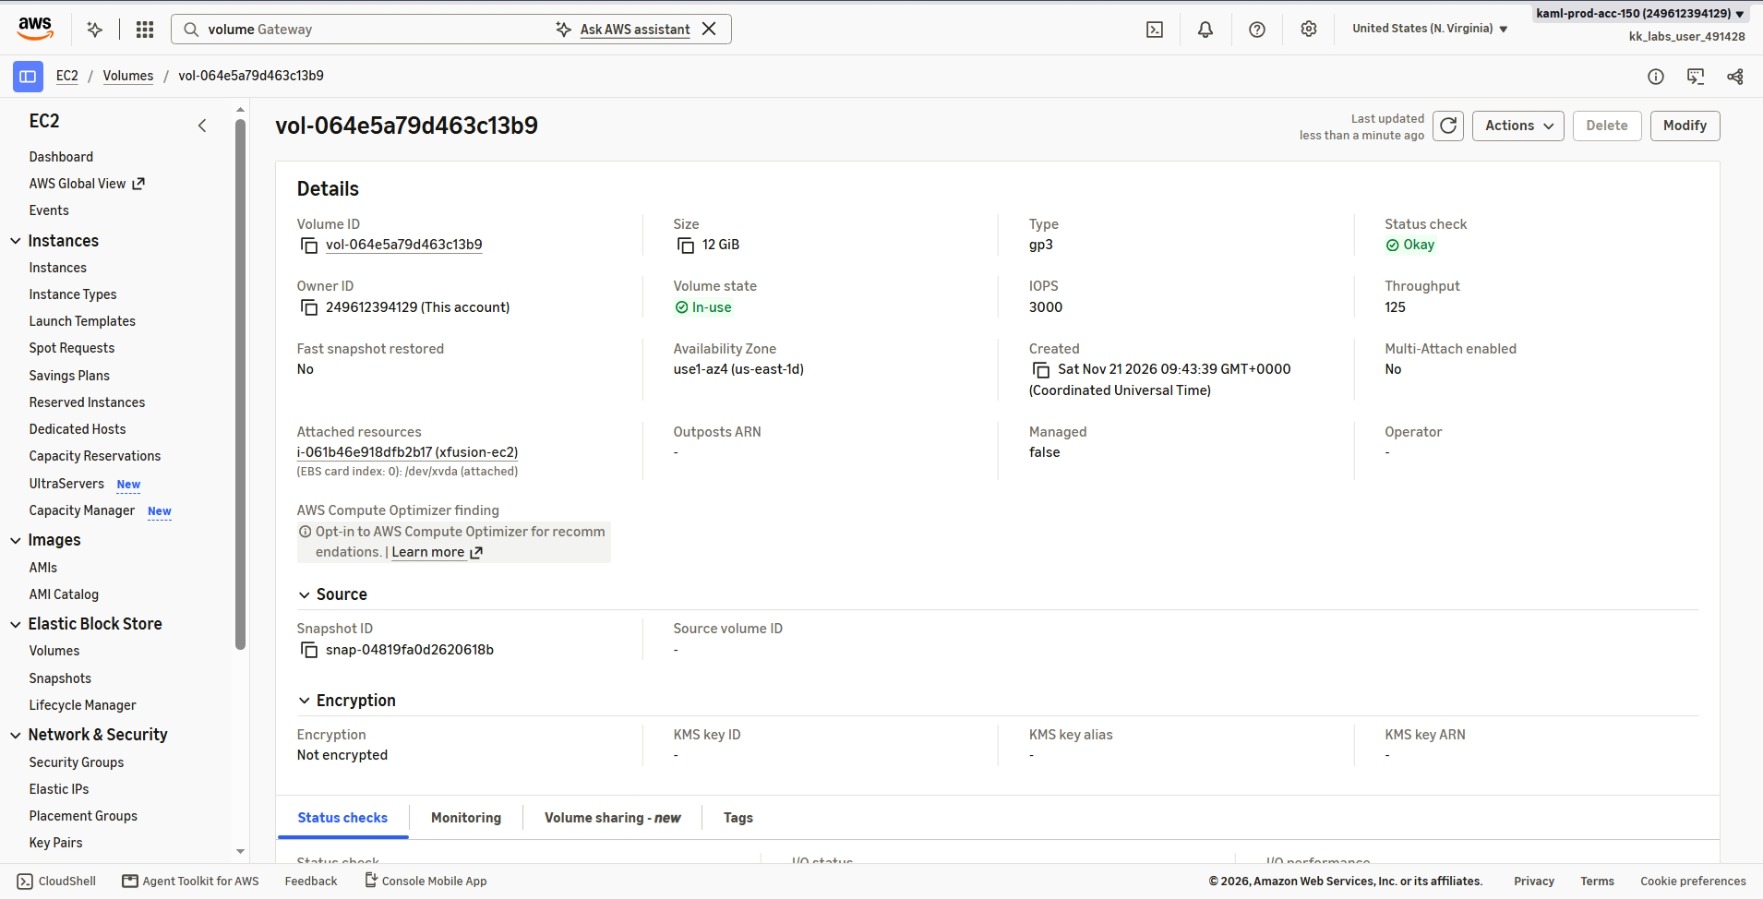 aws
volume Gateway
Ask AWS assistant
United States (N. Virginia)
kaml-prod-acc-150 (249612394129)
kk_labs_user_491428
EC2 / Volumes / vol-064e5a79d463c13b9
EC2
Dashboard
AWS Global View
Events
Instances
Instances
Instance Types
Launch Templates
Spot Requests
Savings Plans
Reserved Instances
Dedicated Hosts
Capacity Reservations
UltraServers New
Capacity Manager New
Images
AMIs
AMI Catalog
Elastic Block Store
Volumes
Snapshots
Lifecycle Manager
Network & Security
Security Groups
Elastic IPs
Placement Groups
Key Pairs
vol-064e5a79d463c13b9
Last updated
less than a minute ago
Actions
Delete
Modify
Details
Volume ID
vol-064e5a79d463c13b9
Size
12 GiB
Type
gp3
Status check
Okay
Owner ID
249612394129 (This account)
Volume state
In-use
IOPS
3000
Throughput
125
Fast snapshot restored
No
Availability Zone
use1-az4 (us-east-1d)
Created
Sat Nov 21 2026 09:43:39 GMT+0000
(Coordinated Universal Time)
Multi-Attach enabled
No
Attached resources
i-061b46e918dfb2b17 (xfusion-ec2)
(EBS card index: 0): /dev/xvda (attached)
Outposts ARN
-
Managed
false
Operator
-
AWS Compute Optimizer finding
Opt-in to AWS Compute Optimizer for recomm
endations. | Learn more
Source
Snapshot ID
snap-04819fa0d2620618b
Source volume ID
-
Encryption
Encryption
Not encrypted
KMS key ID
-
KMS key alias
-
KMS key ARN
-
Status checks
Monitoring
Volume sharing - new
Tags
Status check
I/O status
I/O performance
CloudShell
Agent Toolkit for AWS
Feedback
Console Mobile App
© 2026, Amazon Web Services, Inc. or its affiliates.
Privacy
Terms
Cookie preferences